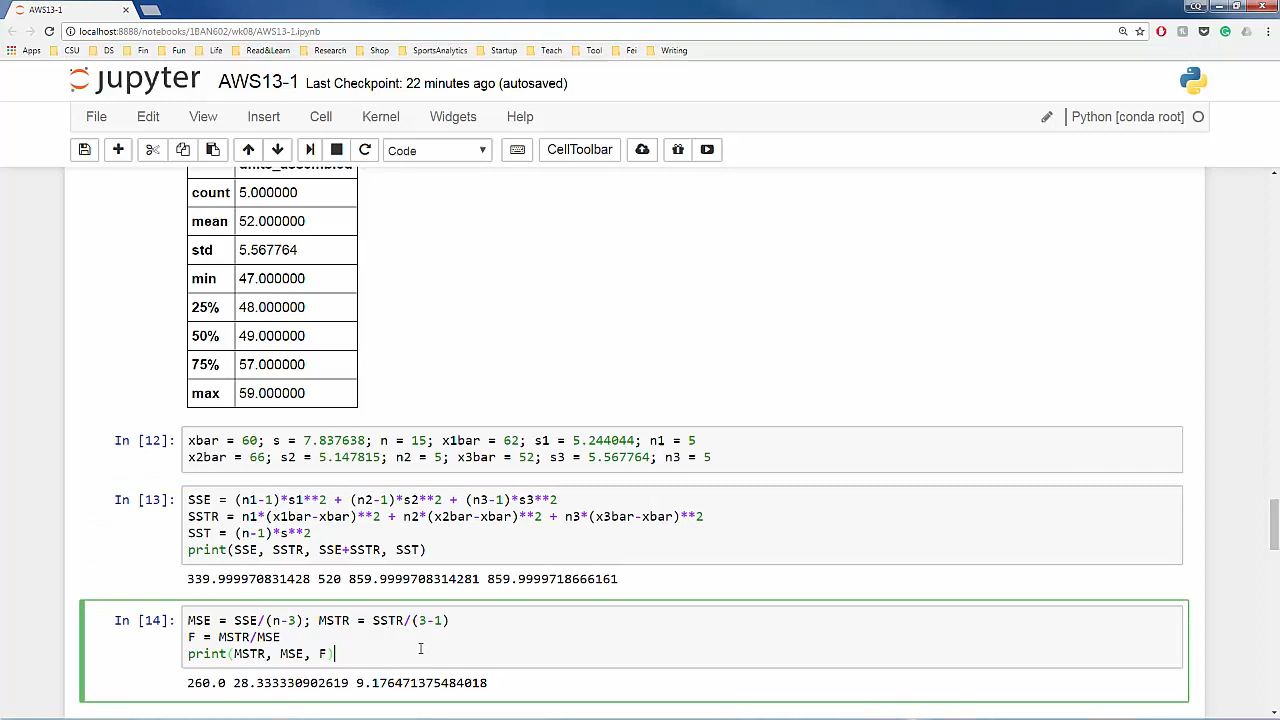 AWS13-1
CQ
localhost:8888/notebooks/1BAN602/wk08/AWS13-1.ipynb
Apps CSU DS Fin Fun Life Read&Learn Research Shop SportsAnalytics Startup Teach Tool Fei Writing
jupyter AWS13-1 Last Checkpoint: 22 minutes ago (autosaved)
File Edit View Insert Cell Kernel Widgets Help Python [conda root]
Code CellToolbar
units_assembled
count 5.000000
mean 52.000000
std 5.567764
min 47.000000
25% 48.000000
50% 49.000000
75% 57.000000
max 59.000000
In [12]: xbar = 60; s = 7.837638; n = 15; x1bar = 62; s1 = 5.244044; n1 = 5
x2bar = 66; s2 = 5.147815; n2 = 5; x3bar = 52; s3 = 5.567764; n3 = 5
In [13]: SSE = (n1-1)*s1**2 + (n2-1)*s2**2 + (n3-1)*s3**2
SSTR = n1*(x1bar-xbar)**2 + n2*(x2bar-xbar)**2 + n3*(x3bar-xbar)**2
SST = (n-1)*s**2
print(SSE, SSTR, SSE+SSTR, SST)
339.999970831428 520 859.9999708314281 859.9999718666161
In [14]: MSE = SSE/(n-3); MSTR = SSTR/(3-1)
F = MSTR/MSE
print(MSTR, MSE, F)
260.0 28.333330902619 9.176471375484018